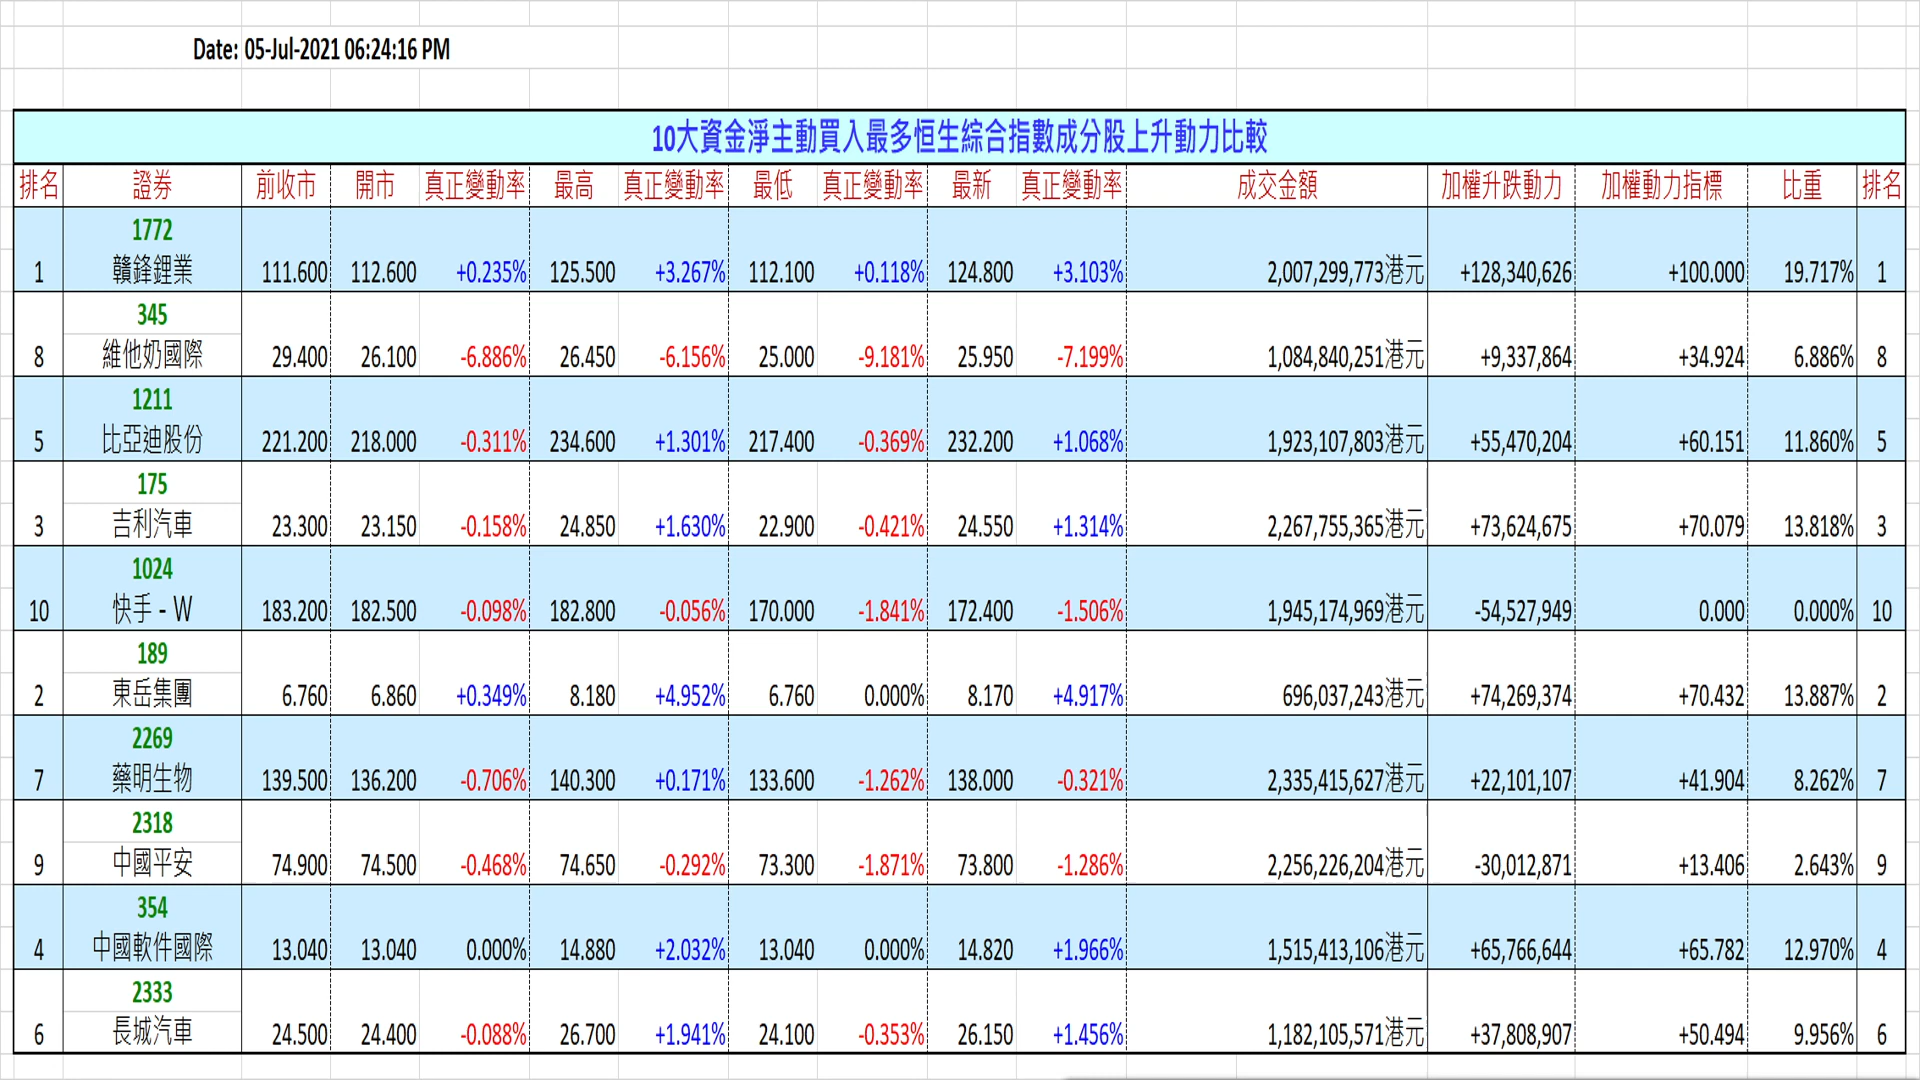 Date: 05-Jul-2021 06:24:16 PM
10大資金淨主動買入最多恒生綜合指數成分股上升動力比較
排名 證券 前收市 開市 真正變動率 最高 真正變動率 最低 真正變動率 最新 真正變動率 成交金額 加權升跌動力 加權動力指標 比重 排名
1772
1 贛鋒鋰業 111.600 112.600 +0.235% 125.500 +3.267% 112.100 +0.118% 124.800 +3.103% 2,007,299,773港元 +128,340,626 +100.000 19.717% 1
345
8 維他奶國際 29.400 26.100 -6.886% 26.450 -6.156% 25.000 -9.181% 25.950 -7.199% 1,084,840,251港元 +9,337,864 +34.924 6.886% 8
1211
5 比亞迪股份 221.200 218.000 -0.311% 234.600 +1.301% 217.400 -0.369% 232.200 +1.068% 1,923,107,803港元 +55,470,204 +60.151 11.860% 5
175
3 吉利汽車 23.300 23.150 -0.158% 24.850 +1.630% 22.900 -0.421% 24.550 +1.314% 2,267,755,365港元 +73,624,675 +70.079 13.818% 3
1024
10 快手 - W 183.200 182.500 -0.098% 182.800 -0.056% 170.000 -1.841% 172.400 -1.506% 1,945,174,969港元 -54,527,949 0.000 0.000% 10
189
2 東岳集團 6.760 6.860 +0.349% 8.180 +4.952% 6.760 0.000% 8.170 +4.917% 696,037,243港元 +74,269,374 +70.432 13.887% 2
2269
7 藥明生物 139.500 136.200 -0.706% 140.300 +0.171% 133.600 -1.262% 138.000 -0.321% 2,335,415,627港元 +22,101,107 +41.904 8.262% 7
2318
9 中國平安 74.900 74.500 -0.468% 74.650 -0.292% 73.300 -1.871% 73.800 -1.286% 2,256,226,204港元 -30,012,871 +13.406 2.643% 9
354
4 中國軟件國際 13.040 13.040 0.000% 14.880 +2.032% 13.040 0.000% 14.820 +1.966% 1,515,413,106港元 +65,766,644 +65.782 12.970% 4
2333
6 長城汽車 24.500 24.400 -0.088% 26.700 +1.941% 24.100 -0.353% 26.150 +1.456% 1,182,105,571港元 +37,808,907 +50.494 9.956% 6